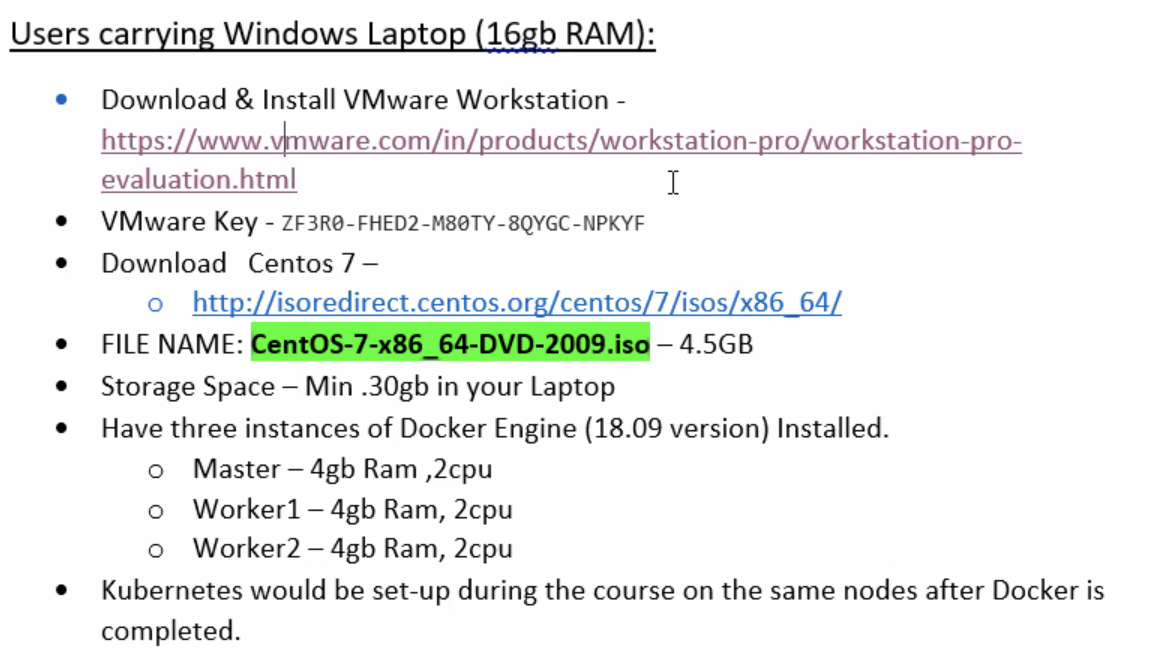 Users carrying Windows Laptop (16gb RAM):
• Download & Install VMware Workstation -
https://www.vmware.com/in/products/workstation-pro/workstation-pro-
evaluation.html
• VMware Key - ZF3R0-FHED2-M80TY-8QYGC-NPKYF
• Download Centos 7 –
o http://isoredirect.centos.org/centos/7/isos/x86_64/
• FILE NAME: CentOS-7-x86_64-DVD-2009.iso – 4.5GB
• Storage Space – Min .30gb in your Laptop
• Have three instances of Docker Engine (18.09 version) Installed.
o Master – 4gb Ram ,2cpu
o Worker1 – 4gb Ram, 2cpu
o Worker2 – 4gb Ram, 2cpu
• Kubernetes would be set-up during the course on the same nodes after Docker is
completed.